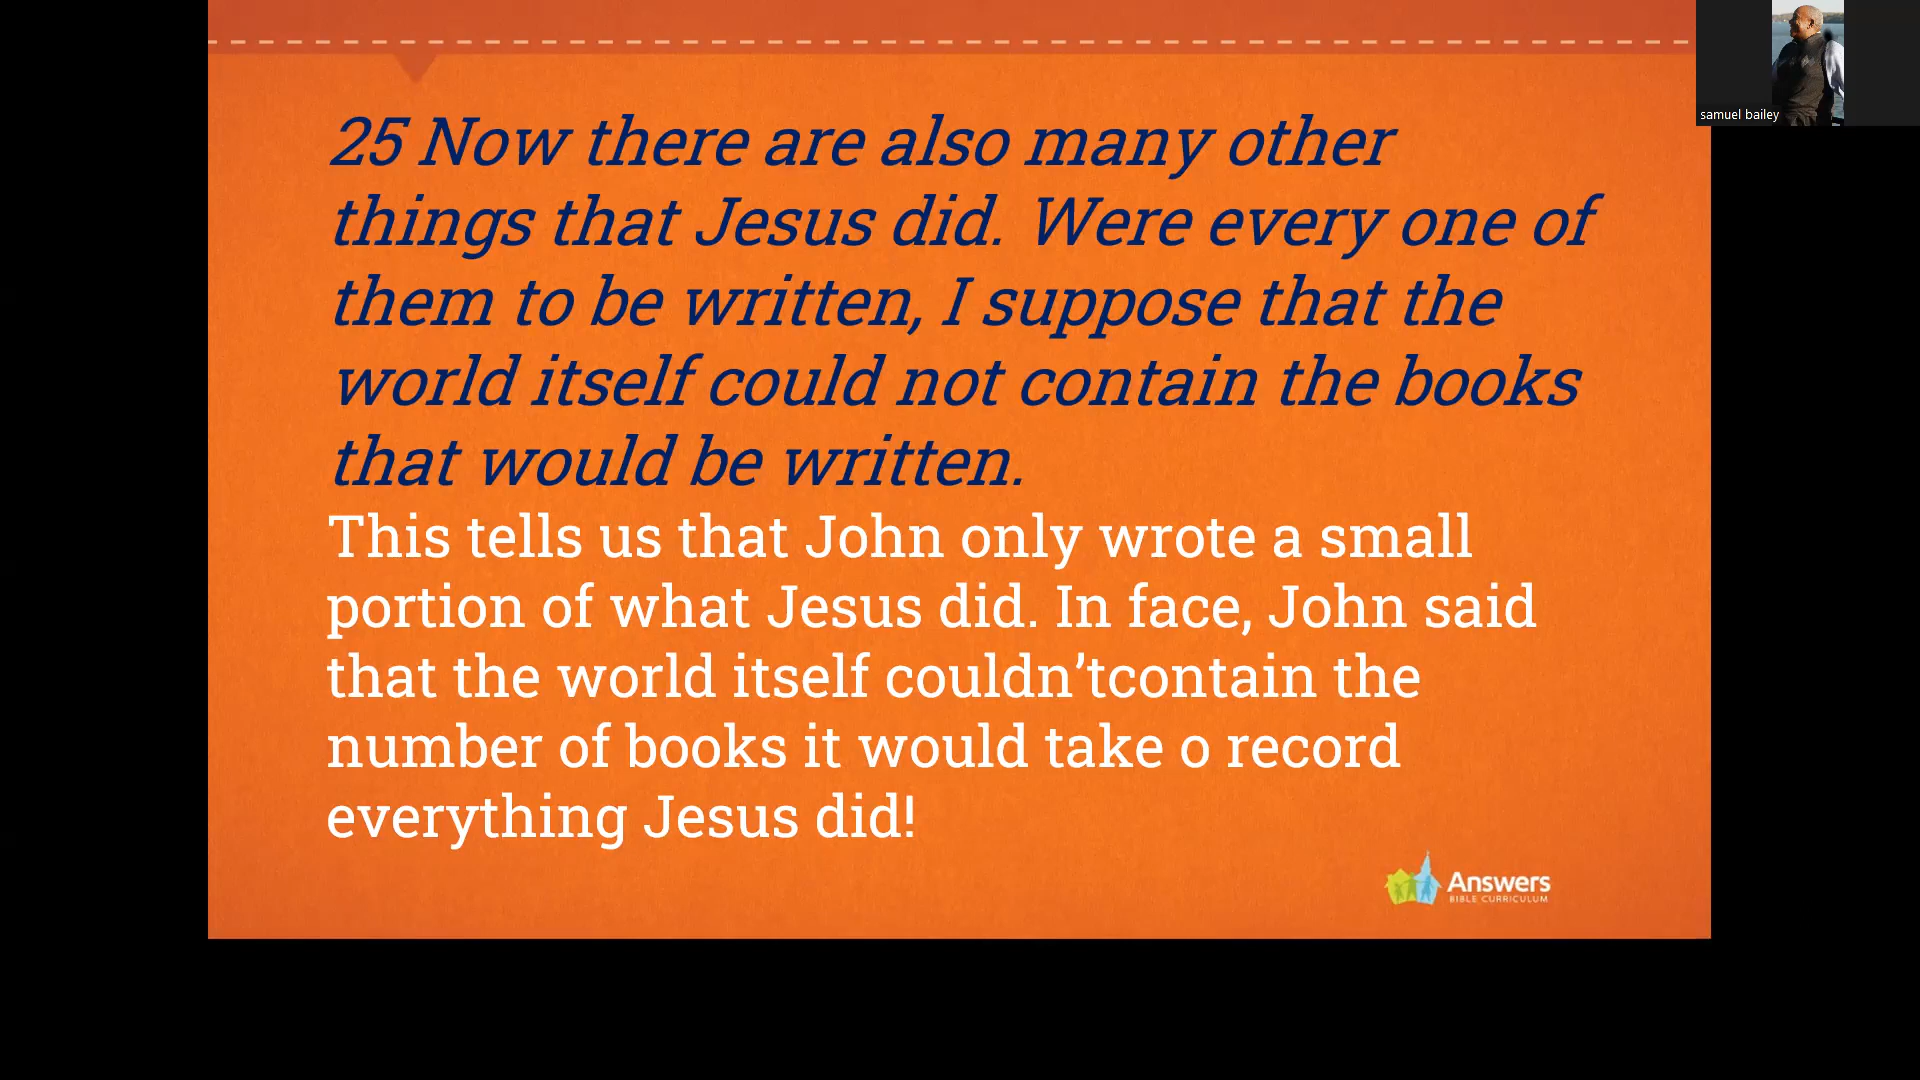 25 Now there are also many other
things that Jesus did. Were every one of
them to be written, I suppose that the
world itself could not contain the books
that would be written.
This tells us that John only wrote a small
portion of what Jesus did. In face, John said
that the world itself couldn’tcontain the
number of books it would take o record
everything Jesus did!
Answers
BIBLE CURRICULUM
samuel bailey